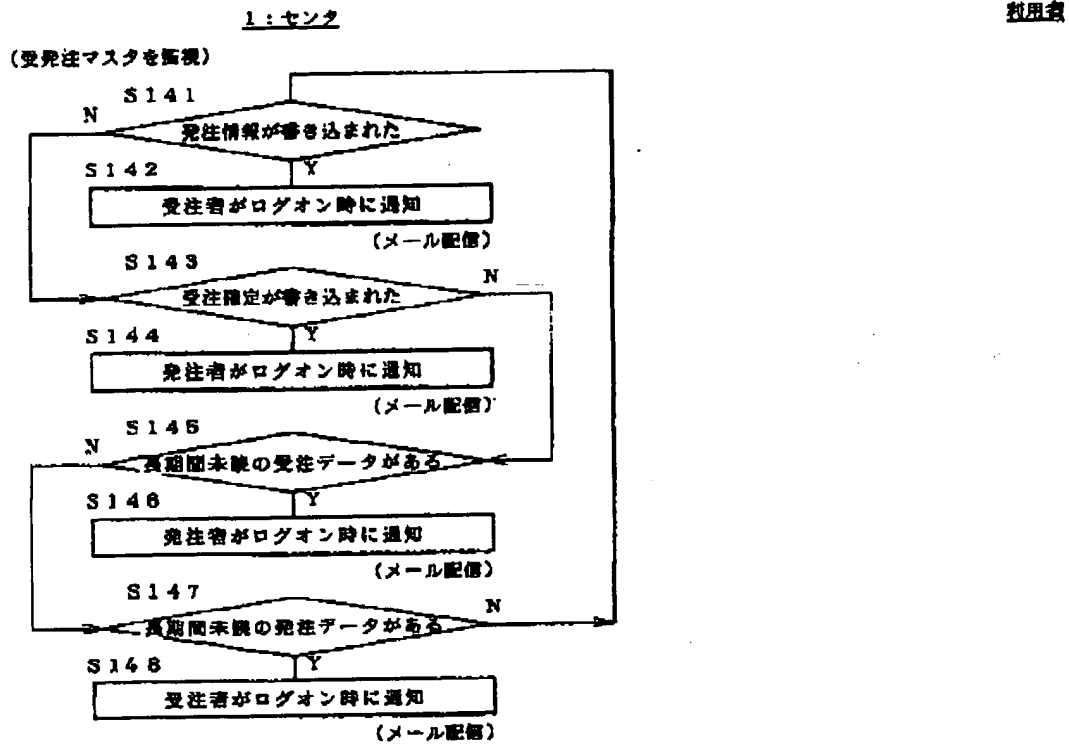 1：センタ
利用者
(受発注マスタを監視)
S141
N
発注情報が書き込まれた
Y
S142
受注者がログオン時に通知
(メール配信)
S143
N
受注確定が書き込まれた
Y
S144
発注者がログオン時に通知
(メール配信)
S145
N
長期間未読の受注データがある
Y
S146
発注者がログオン時に通知
(メール配信)
S147
N
長期間未読の発注データがある
Y
S148
受注者がログオン時に通知
(メール配信)